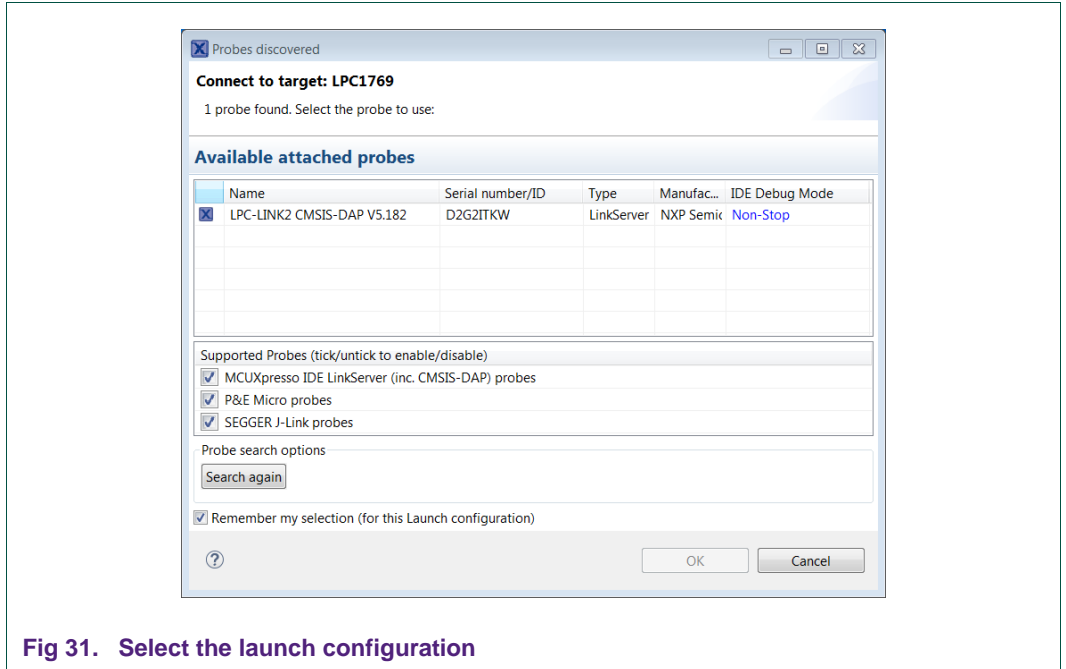 Probes discovered
Connect to target: LPC1769
1 probe found. Select the probe to use:
Available attached probes
Name Serial number/ID Type Manufac... IDE Debug Mode
LPC-LINK2 CMSIS-DAP V5.182 D2G2ITKW LinkServer NXP Semic Non-Stop
Supported Probes (tick/untick to enable/disable)
MCUXpresso IDE LinkServer (inc. CMSIS-DAP) probes
P&E Micro probes
SEGGER J-Link probes
Probe search options
Search again
Remember my selection (for this Launch configuration)
? OK Cancel
Fig 31. Select the launch configuration